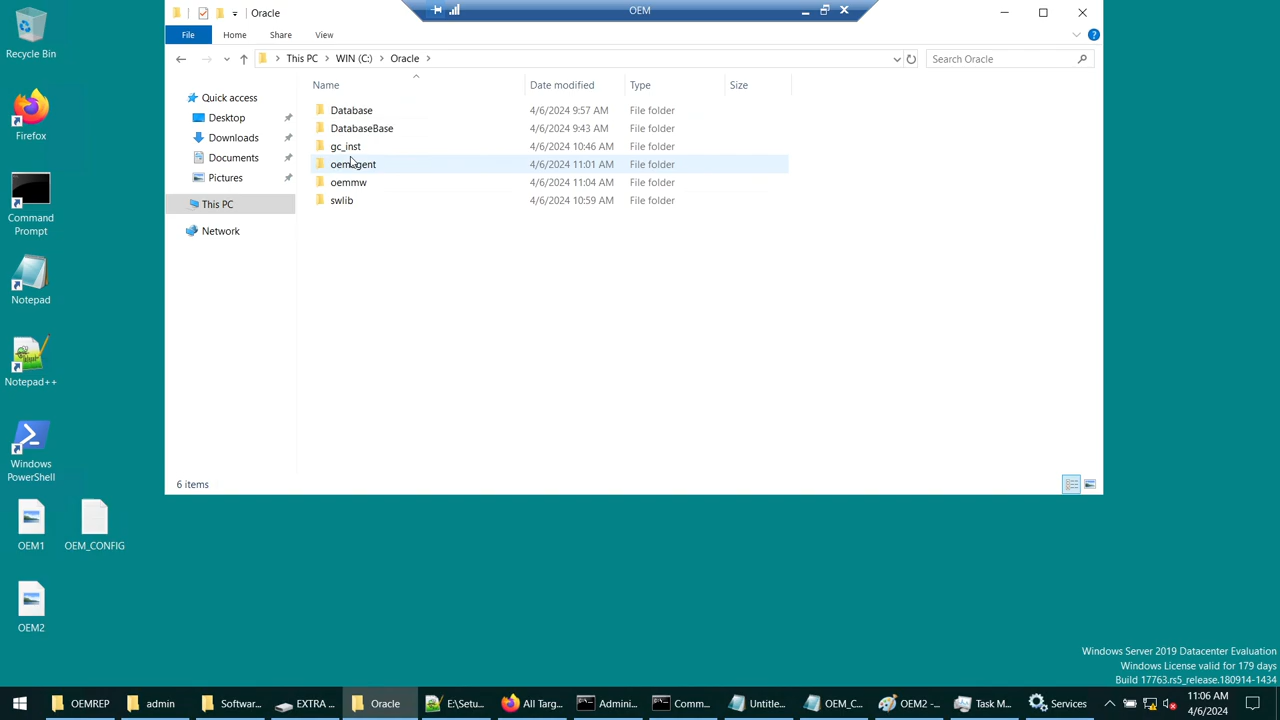 Recycle Bin
Firefox
Command
Prompt
Notepad
Notepad++
Windows
PowerShell
OEM1
OEM_CONFIG
OEM2
Oracle
OEM
File
Home
Share
View
This PC
WIN (C:)
Oracle
Search Oracle
Name
Date modified
Type
Size
Quick access
Desktop
Downloads
Documents
Pictures
This PC
Network
Database 4/6/2024 9:57 AM File folder
DatabaseBase 4/6/2024 9:43 AM File folder
gc_inst 4/6/2024 10:46 AM File folder
4/6/2024 11:01 AM File folder
oemmw 4/6/2024 11:04 AM File folder
swlib 4/6/2024 10:59 AM File folder
6 items
Windows Server 2019 Datacenter Evaluation
Windows License valid for 179 days
Build 17763.rs5_release.180914-1434
OEMREP
admin
Softwar...
EXTRA ...
Oracle
E:\Setu...
All Targ...
Admini...
Comm...
Untitle...
OEM_C...
OEM2 -...
Task M...
Services
11:06 AM
4/6/2024